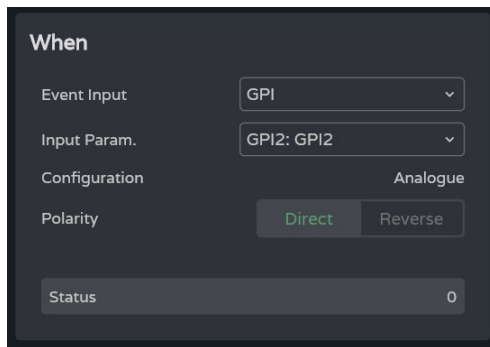 When
Event Input GPI
Input Param. GPI2: GPI2
Configuration Analogue
Polarity Direct Reverse
Status 0